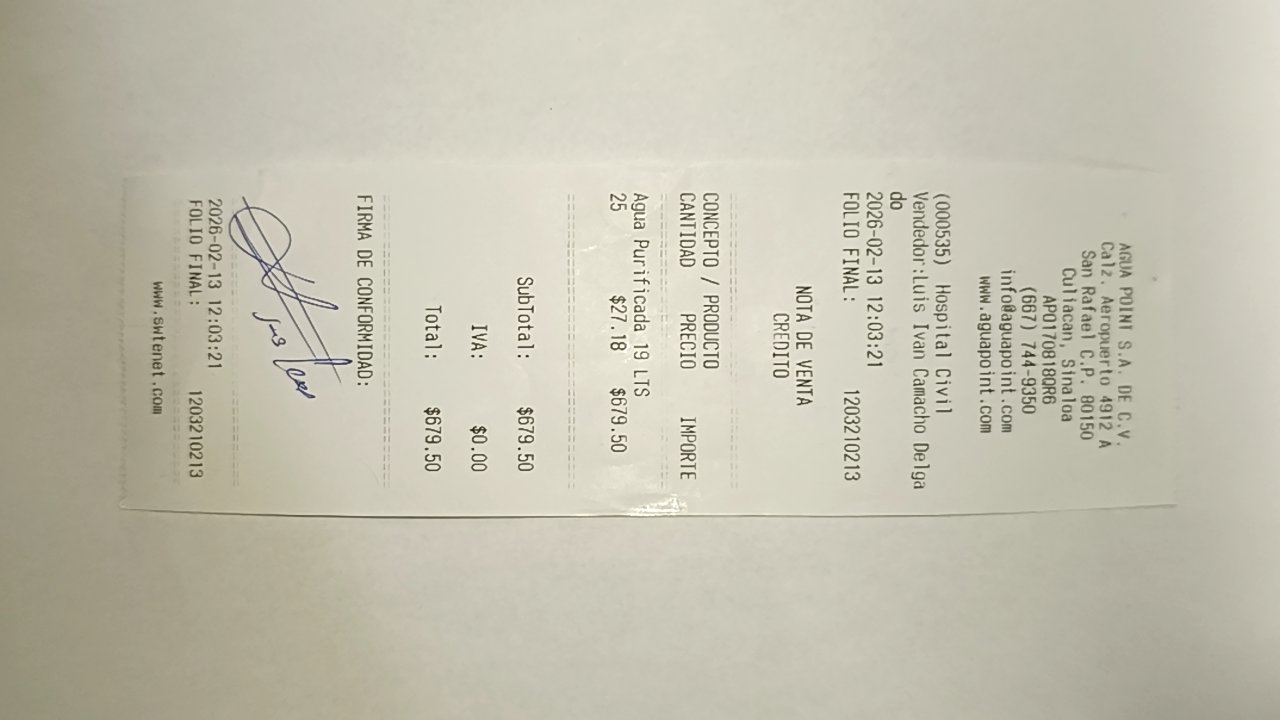 AGUA POINT S.A. DE C.V.
Calz. Aeropuerto 4912 A
San Rafael C.P. 80150
Culiacan, Sinaloa
APO170818QR6
(667) 744-9350
info@aguapoint.com
www.aguapoint.com
(000535) Hospital Civil
Vendedor:Luis Ivan Camacho Delga
do
2026-02-13 12:03:21
FOLIO FINAL: 1203210213
NOTA DE VENTA
CREDITO
CONCEPTO / PRODUCTO
CANTIDAD PRECIO IMPORTE
Agua Purificada 19 LTS
25 $27.18 $679.50
SubTotal: $679.50
IVA: $0.00
Total: $679.50
FIRMA DE CONFORMIDAD:
2026-02-13 12:03:21
FOLIO FINAL: 1203210213
www.swtenet.com